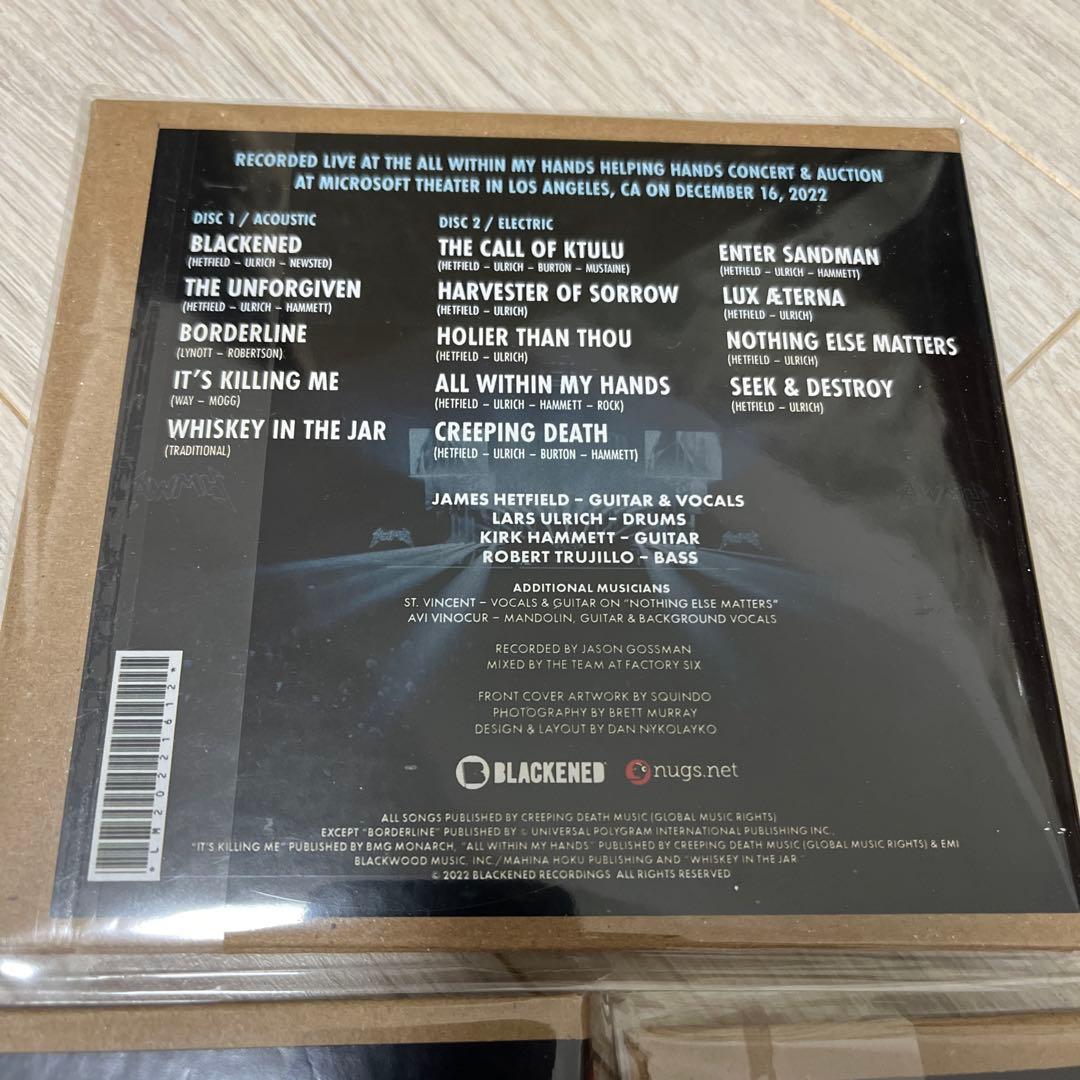 RECORDED LIVE AT THE ALL WITHIN MY HANDS HELPING HANDS CONCERT & AUCTION
AT MICROSOFT THEATER IN LOS ANGELES, CA ON DECEMBER 16, 2022
DISC 1 / ACOUSTIC
BLACKENED
(HETFIELD – ULRICH – NEWSTED)
THE UNFORGIVEN
(HETFIELD – ULRICH – HAMMETT)
BORDERLINE
(LYNOTT – ROBERTSON)
IT'S KILLING ME
(WAY – MOGG)
WHISKEY IN THE JAR
(TRADITIONAL)
DISC 2 / ELECTRIC
THE CALL OF KTULU
(HETFIELD – ULRICH – BURTON – MUSTAINE)
HARVESTER OF SORROW
(HETFIELD – ULRICH)
HOLIER THAN THOU
(HETFIELD – ULRICH)
ALL WITHIN MY HANDS
(HETFIELD – ULRICH – HAMMETT – ROCK)
CREEPING DEATH
(HETFIELD – ULRICH – BURTON – HAMMETT)
ENTER SANDMAN
(HETFIELD – ULRICH – HAMMETT)
LUX ÆTERNA
(HETFIELD – ULRICH)
NOTHING ELSE MATTERS
(HETFIELD – ULRICH)
SEEK & DESTROY
(HETFIELD – ULRICH)
JAMES HETFIELD – GUITAR & VOCALS
LARS ULRICH – DRUMS
KIRK HAMMETT – GUITAR
ROBERT TRUJILLO – BASS
ADDITIONAL MUSICIANS
ST. VINCENT – VOCALS & GUITAR ON "NOTHING ELSE MATTERS"
AVI VINOCUR – MANDOLIN, GUITAR & BACKGROUND VOCALS
RECORDED BY JASON GOSSMAN
MIXED BY THE TEAM AT FACTORY SIX
FRONT COVER ARTWORK BY SQUINDO
PHOTOGRAPHY BY BRETT MURRAY
DESIGN & LAYOUT BY DAN NYKOLAYKO
BLACKENED
nugs.net
ALL SONGS PUBLISHED BY CREEPING DEATH MUSIC (GLOBAL MUSIC RIGHTS)
EXCEPT "BORDERLINE" PUBLISHED BY © UNIVERSAL POLYGRAM INTERNATIONAL PUBLISHING INC.,
"IT'S KILLING ME" PUBLISHED BY BMG MONARCH, "ALL WITHIN MY HANDS" PUBLISHED BY CREEPING DEATH MUSIC (GLOBAL MUSIC RIGHTS) & EMI
BLACKWOOD MUSIC, INC./MAHINA HOKU PUBLISHING AND "WHISKEY IN THE JAR"
© 2022 BLACKENED RECORDINGS ALL RIGHTS RESERVED
*LM20221612*